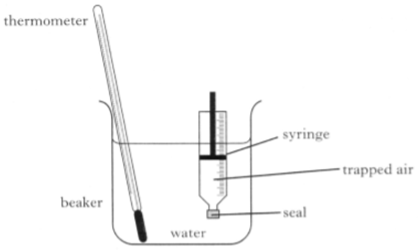 thermometer
syringe
trapped air
beaker
seal
water